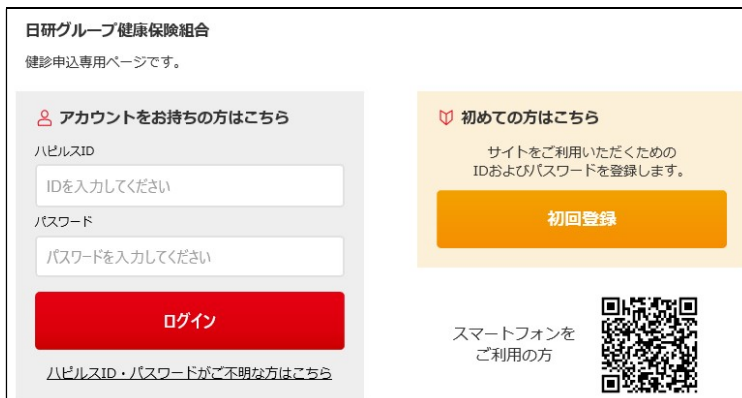 日研グループ健康保険組合
健診申込専用ページです。
アカウントをお持ちの方はこちら
ハピルスID
IDを入力してください
パスワード
パスワードを入力してください
ログイン
ハピルスID・パスワードがご不明な方はこちら
初めての方はこちら
サイトをご利用いただくための
IDおよびパスワードを登録します。
初回登録
スマートフォンを
ご利用の方